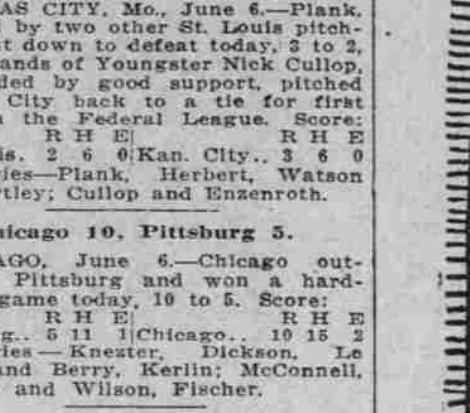 AS CITY, Mo., June 6.—Plank,
by two other St. Louis pitch-
t down to defeat today, 3 to 2,
ands of Youngster Nick Cullop,
ded by good support, pitched
City back to a tie for first
n the Federal League. Score:
R H E| R H E
is. 2 6 0|Kan. City.. 3 6 0
ies—Plank, Herbert, Watson
rtley; Cullop and Enzenroth.
icago 10, Pittsburg 5.
AGO, June 6.—Chicago out-
Pittsburg and won a hard-
game today, 10 to 5. Score:
R H E| R H E
g.. 5 11 1|Chicago.. 10 15 2
ies — Knezter, Dickson, Le
and Berry, Kerlin; McConnell,
and Wilson, Fischer.